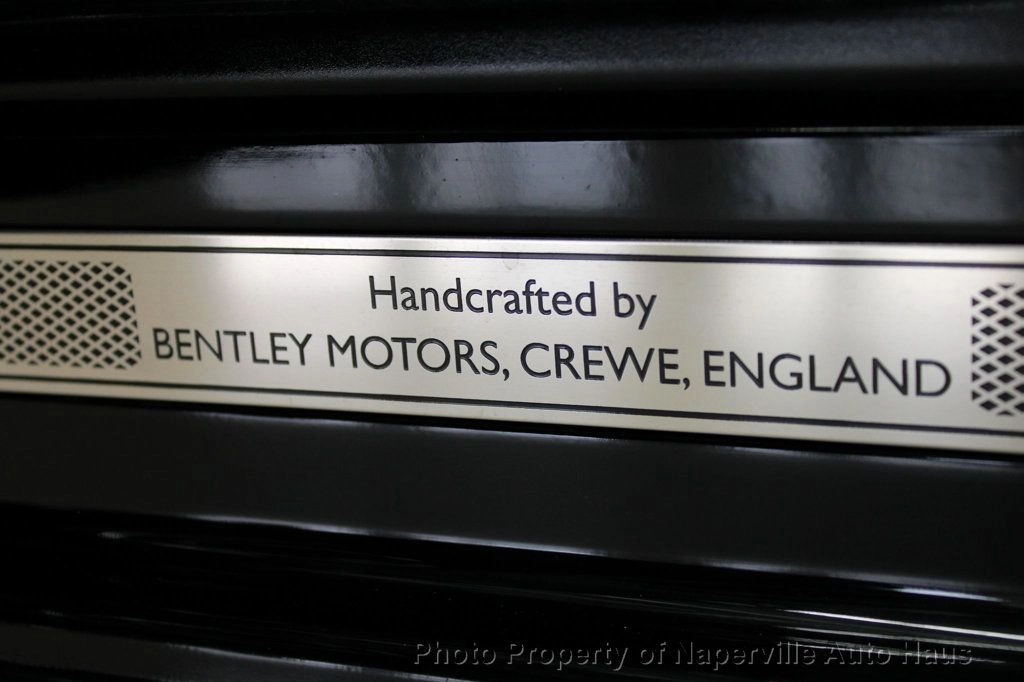 Handcrafted by
BENTLEY MOTORS, CREWE, ENGLAND
Photo Property of Naperville Auto Haus